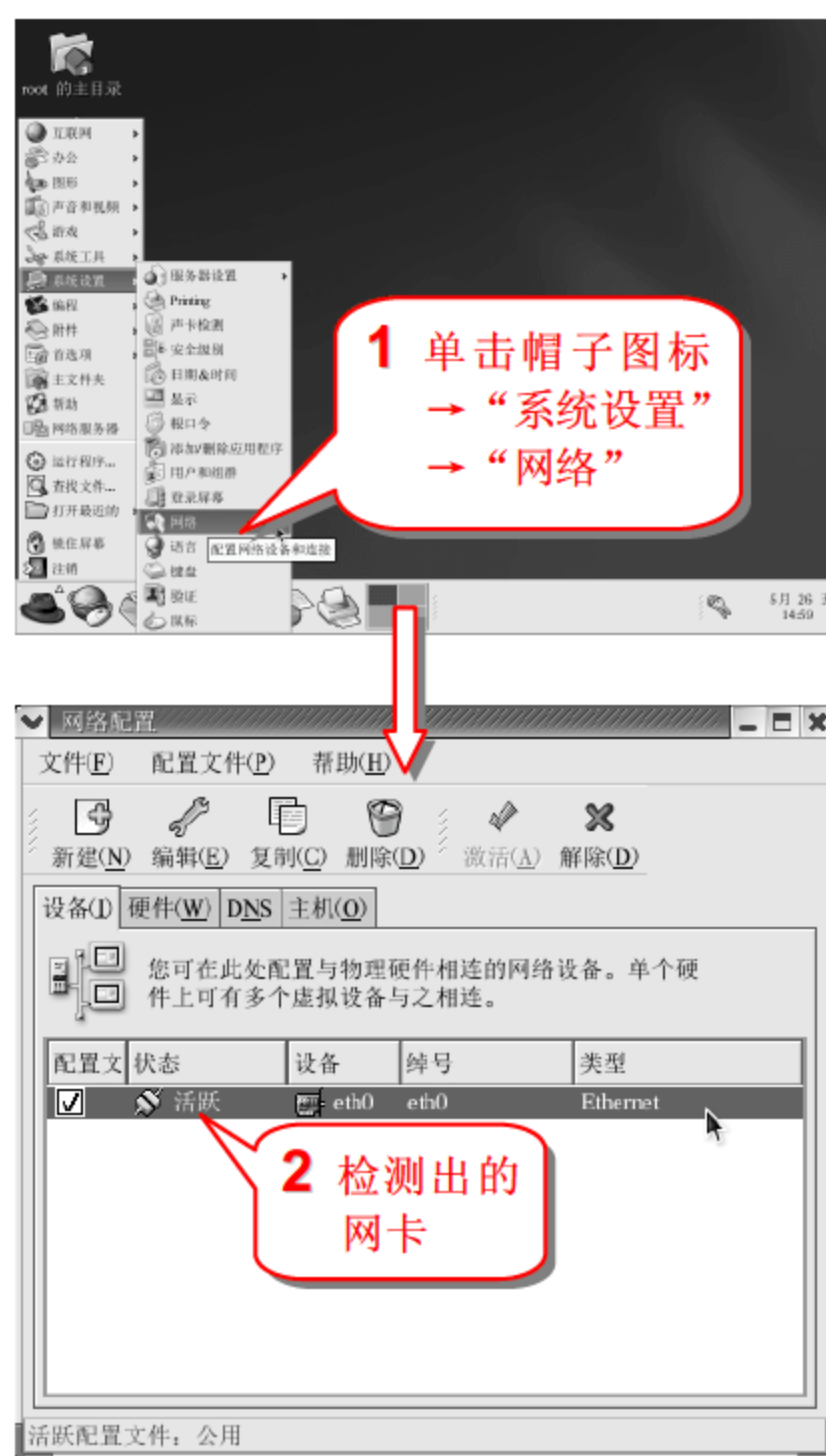 root 的主目录
互联网
办公
图形
声音和视频
游戏
系统工具
系统设置
编程
附件
首选项
主文件夹
帮助
网络服务器
运行程序...
查找文件...
打开最近的
锁住屏幕
注销
服务器设置
Printing
声卡检测
安全级别
日期&时间
显示
根口令
添加/删除应用程序
用户和组群
登录屏幕
网络
语言
键盘
验证
鼠标
配置网络设备和连接
1 单击帽子图标
→“系统设置”
→“网络”
5月 26
14:59
网络配置
文件(F) 配置文件(P) 帮助(H)
新建(N) 编辑(E) 复制(C) 删除(D) 激活(A) 解除(D)
设备(I) 硬件(W) DNS 主机(O)
您可在此处配置与物理硬件相连的网络设备。单个硬
件上可有多个虚拟设备与之相连。
配置文 状态 设备 绰号 类型
活跃 eth0 eth0 Ethernet
2 检测出的
网卡
活跃配置文件：公用